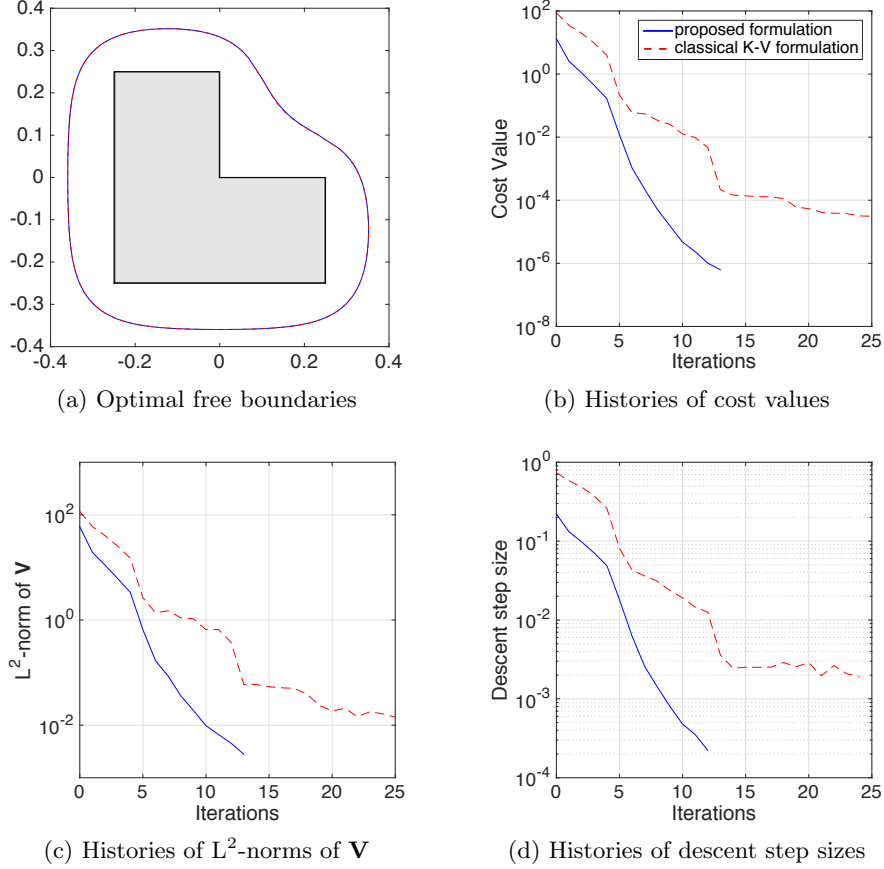 0.4
0.3
0.2
0.1
0
-0.1
-0.2
-0.3
-0.4
-0.4 -0.2 0 0.2 0.4
(a) Optimal free boundaries
10^2
10^0
10^-2
10^-4
10^-6
10^-8
Cost Value
proposed formulation
classical K-V formulation
0 5 10 15 20 25
Iterations
(b) Histories of cost values
10^2
10^0
10^-2
L^2-norm of V
0 5 10 15 20 25
Iterations
(c) Histories of L^2-norms of V
10^0
10^-1
10^-2
10^-3
10^-4
Descent step size
0 5 10 15 20 25
Iterations
(d) Histories of descent step sizes